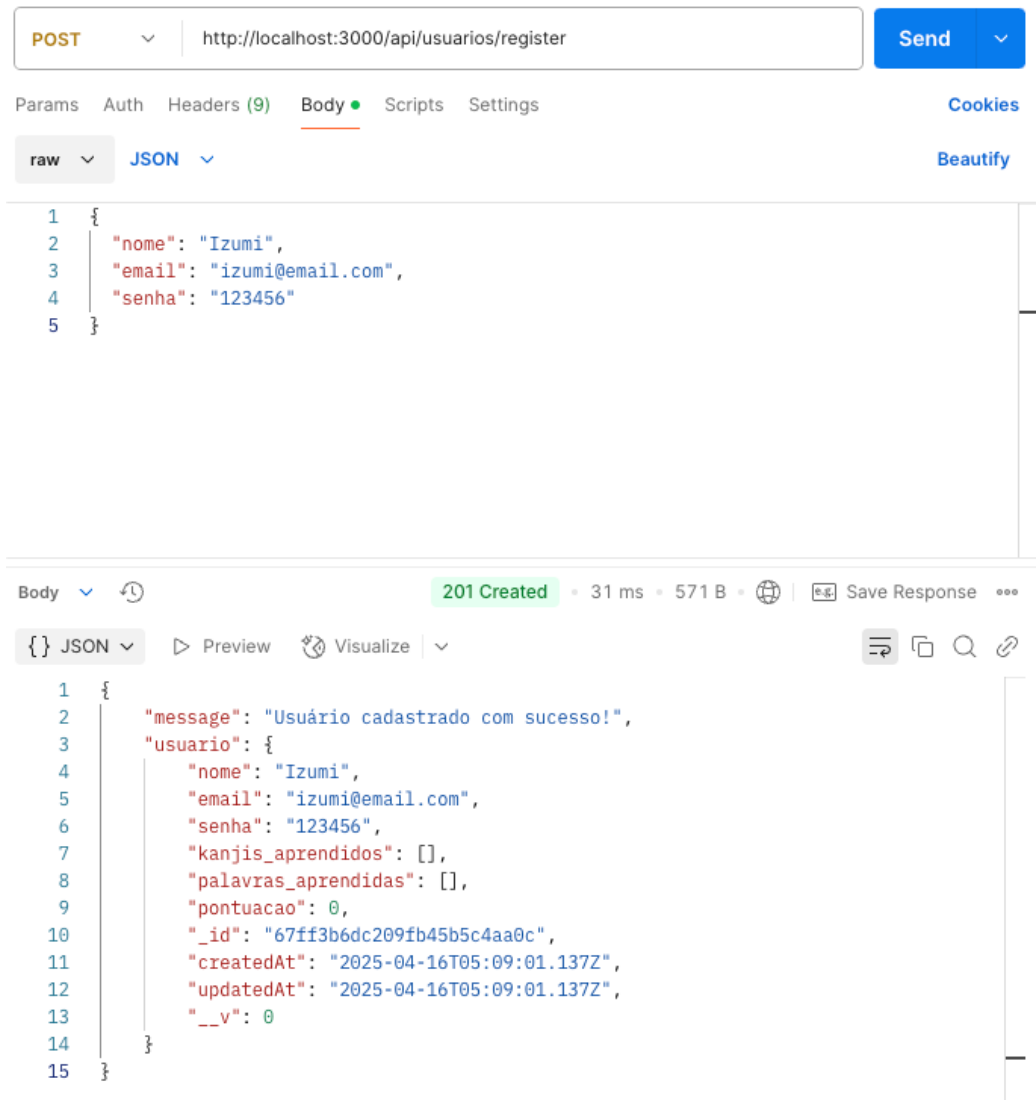 POST http://localhost:3000/api/usuarios/register Send
Params Auth Headers (9) Body Scripts Settings Cookies
raw JSON Beautify
1 {
2 "nome": "Izumi",
3 "email": "izumi@email.com",
4 "senha": "123456"
5 }
Body 201 Created 31 ms 571 B e.g. Save Response
{} JSON Preview Visualize
1 {
2 "message": "Usuário cadastrado com sucesso!",
3 "usuario": {
4 "nome": "Izumi",
5 "email": "izumi@email.com",
6 "senha": "123456",
7 "kanjis_aprendidos": [],
8 "palavras_aprendidas": [],
9 "pontuacao": 0,
10 "_id": "67ff3b6dc209fb45b5c4aa0c",
11 "createdAt": "2025-04-16T05:09:01.137Z",
12 "updatedAt": "2025-04-16T05:09:01.137Z",
13 "__v": 0
14 }
15 }